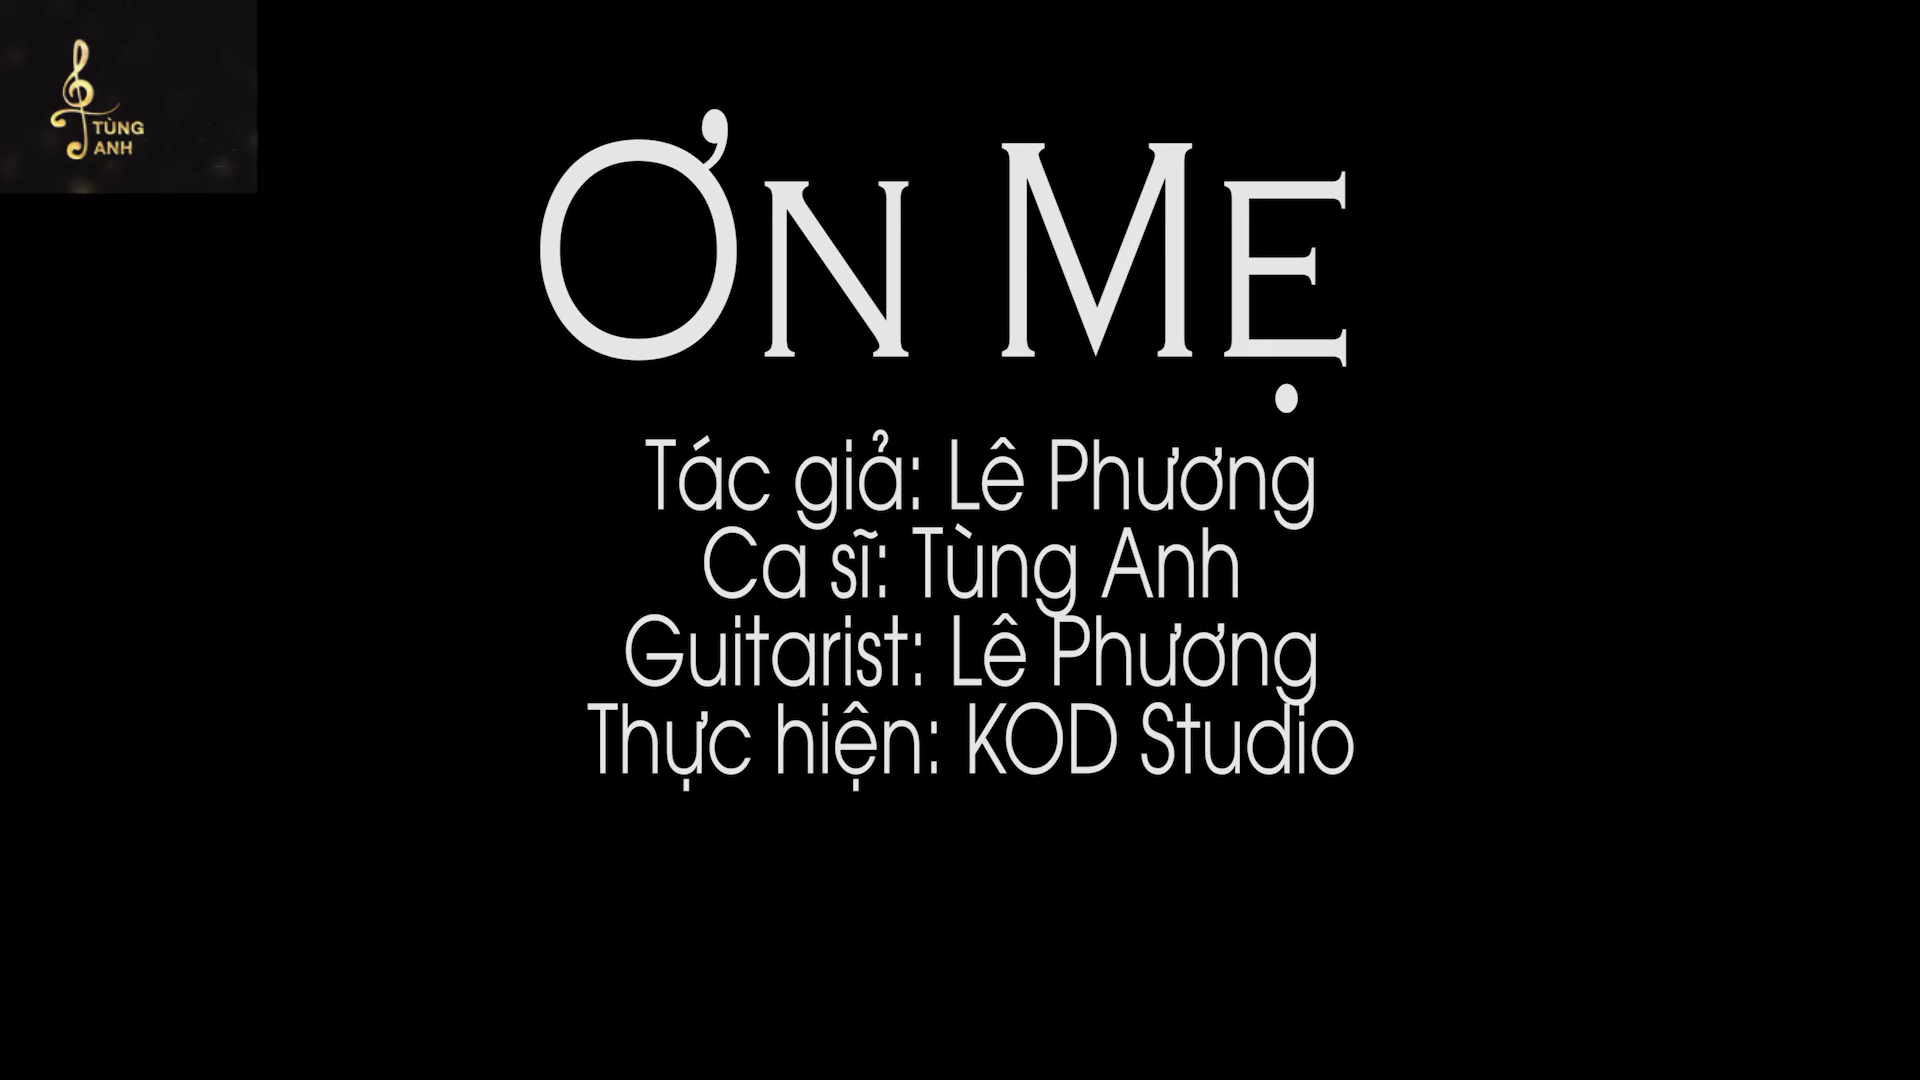 TÙNG
ANH
ƠN MẸ
Tác giả: Lê Phương
Ca sĩ: Tùng Anh
Guitarist: Lê Phương
Thực hiện: KOD Studio